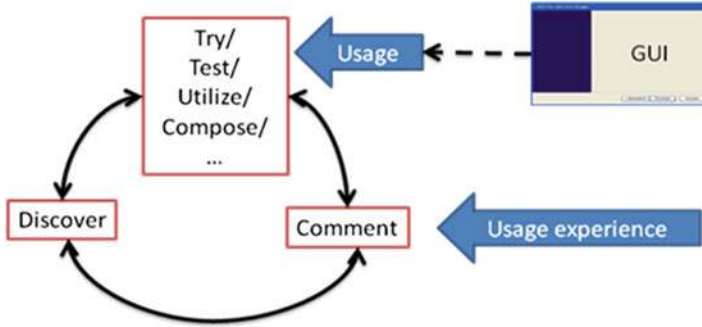 Try/
Test/
Utilize/
Compose/
...
Usage
GUI
Discover
Comment
Usage experience